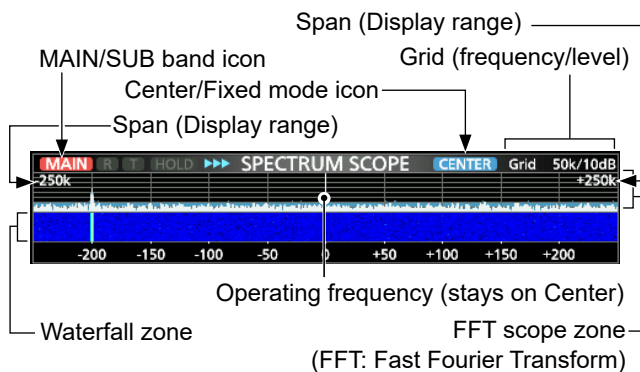 Span (Display range)
MAIN/SUB band icon
Grid (frequency/level)
Center/Fixed mode icon
Span (Display range)
MAIN R T HOLD SPECTRUM SCOPE CENTER Grid 50k/10dB
-250k +250k
-200 -150 -100 -50 0 +50 +100 +150 +200
Operating frequency (stays on Center)
Waterfall zone
FFT scope zone
(FFT: Fast Fourier Transform)